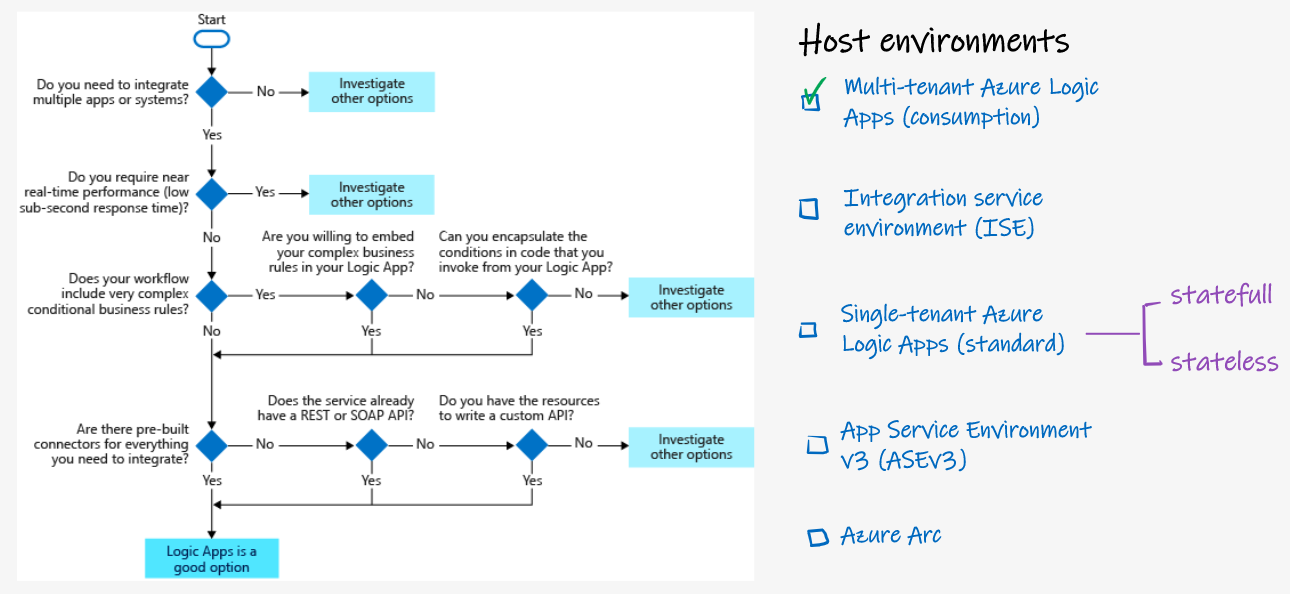 Start
Do you need to integrate
multiple apps or systems?
No
Investigate
other options
Yes
Do you require near
real-time performance (low
sub-second response time)?
Yes
Investigate
other options
No
Does your workflow
include very complex
conditional business rules?
Yes
Are you willing to embed
your complex business
rules in your Logic App?
No
Can you encapsulate the
conditions in code that you
invoke from your Logic App?
No
Investigate
other options
No
Yes
Yes
Are there pre-built
connectors for everything
you need to integrate?
No
Does the service already
have a REST or SOAP API?
No
Do you have the resources
to write a custom API?
No
Investigate
other options
Yes
Yes
Yes
Logic Apps is a
good option
Host environments
Multi-tenant Azure Logic
Apps (consumption)
Integration service
environment (ISE)
Single-tenant Azure
Logic Apps (standard)
statefull
stateless
App Service Environment
v3 (ASEv3)
Azure Arc